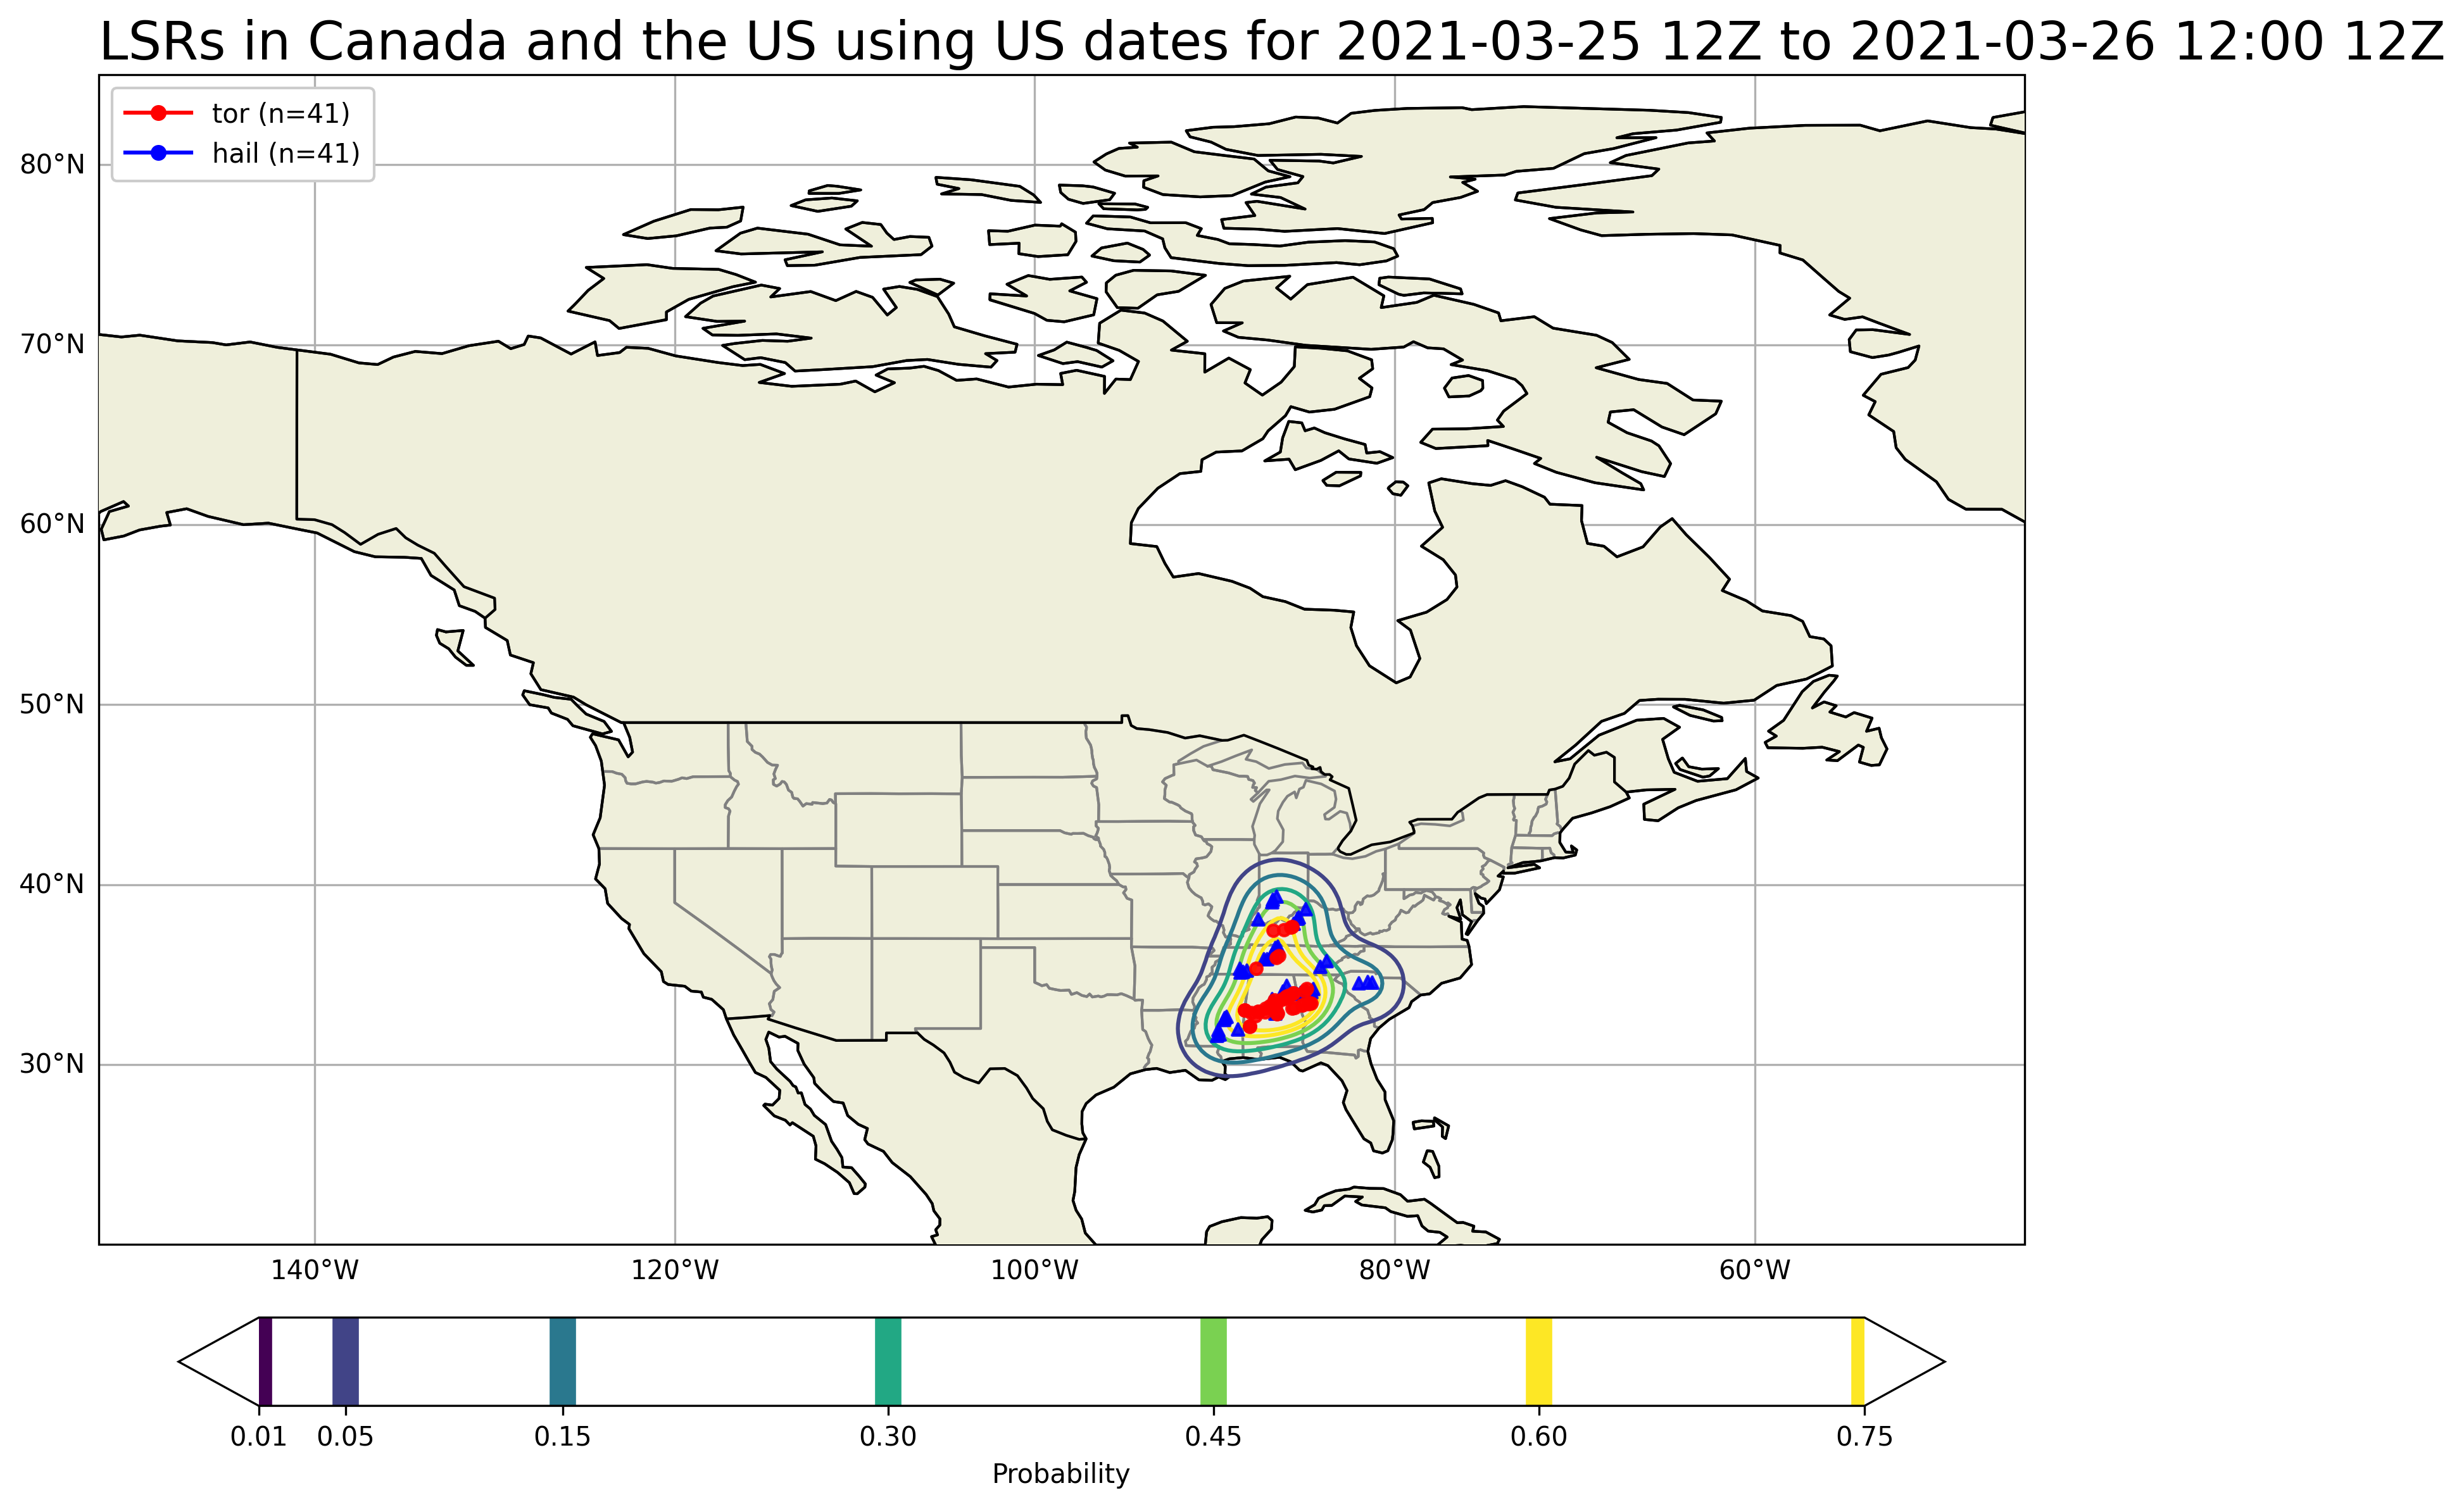 LSRs in Canada and the US using US dates for 2021-03-25 12Z to 2021-03-26 12:00 12Z
tor (n=41)
hail (n=41)
80°N
70°N
60°N
50°N
40°N
30°N
140°W 120°W 100°W 80°W 60°W
0.01 0.05 0.15 0.30 0.45 0.60 0.75
Probability